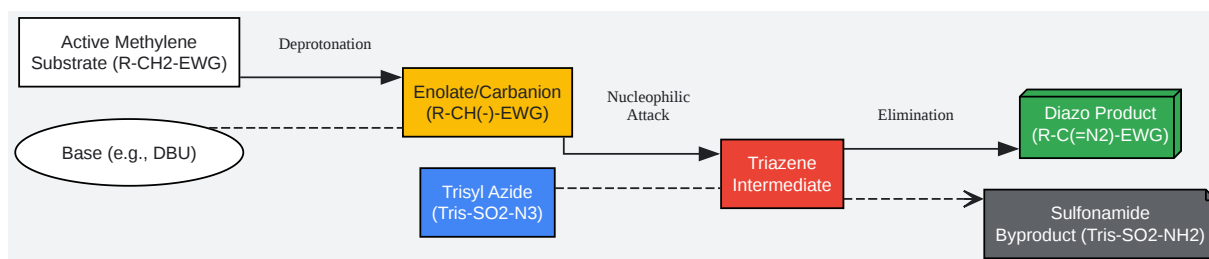 Active Methylene
Substrate (R-CH2-EWG)
Deprotonation
Base (e.g., DBU)
Enolate/Carbanion
(R-CH(-)-EWG)
Trisyl Azide
(Tris-SO2-N3)
Nucleophilic
Attack
Triazene
Intermediate
Elimination
Diazo Product
(R-C(=N2)-EWG)
Sulfonamide
Byproduct (Tris-SO2-NH2)